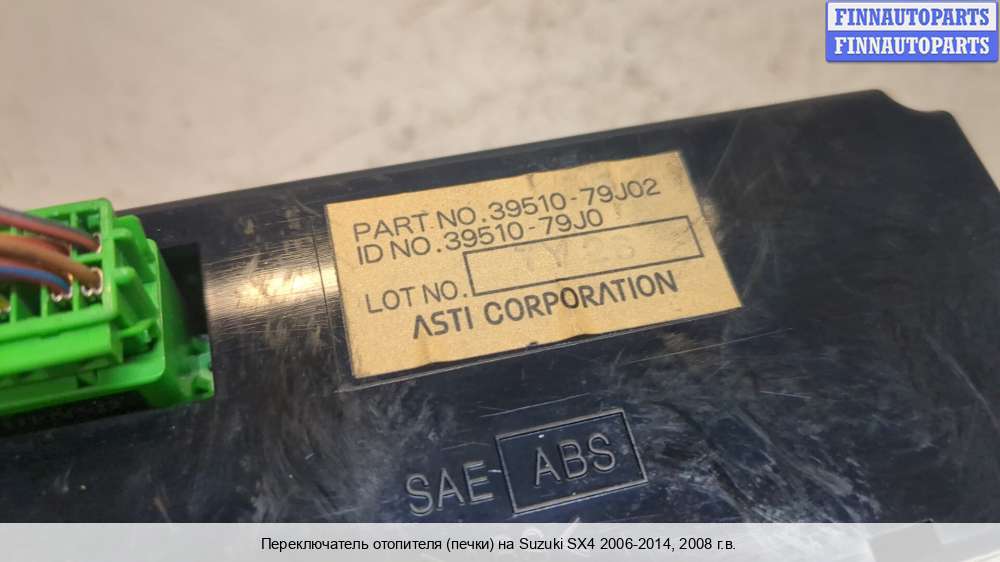 FINNAUTOPARTS
FINNAUTOPARTS
PART NO.39510-79J02
ID NO.39510-79J0
LOT NO.
ASTI CORPORATION
SAE ABS
Переключатель отопителя (печки) на Suzuki SX4 2006-2014, 2008 г.в.